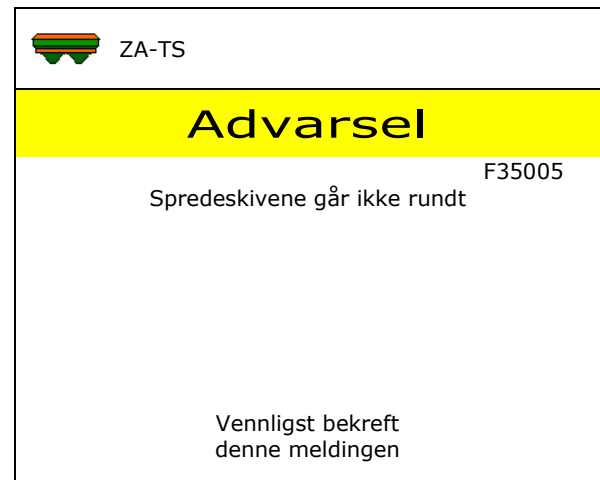 ZA-TS
Advarsel
F35005
Spredeskivene går ikke rundt
Vennligst bekreft
denne meldingen